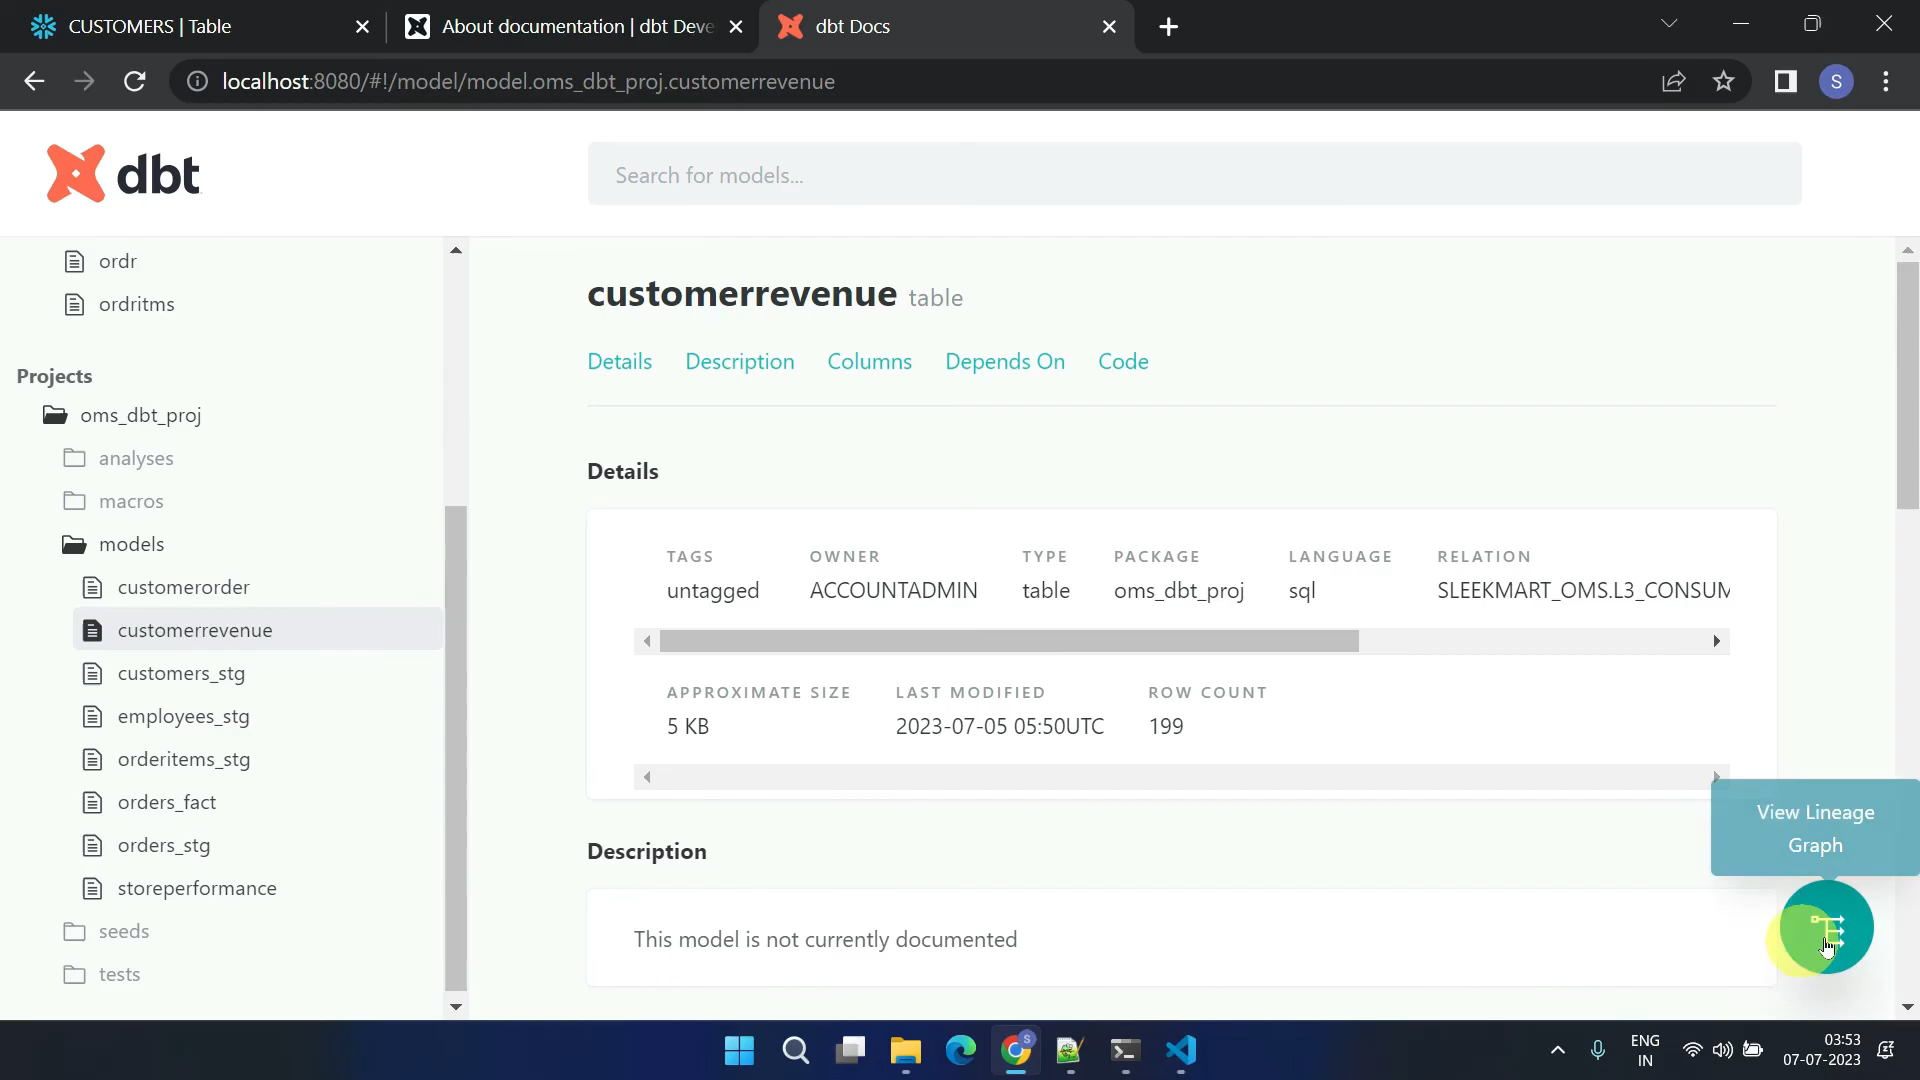 CUSTOMERS | Table
About documentation | dbt Deve
dbt Docs
localhost:8080/#!/model/model.oms_dbt_proj.customerrevenue
S
dbt
Search for models...
ordr
ordritms
Projects
oms_dbt_proj
analyses
macros
models
customerorder
customerrevenue
customers_stg
employees_stg
orderitems_stg
orders_fact
orders_stg
storeperformance
seeds
tests
customerrevenue table
Details Description Columns Depends On Code
Details
TAGS OWNER TYPE PACKAGE LANGUAGE RELATION
untagged ACCOUNTADMIN table oms_dbt_proj sql SLEEKMART_OMS.L3_CONSUM
APPROXIMATE SIZE LAST MODIFIED ROW COUNT
5 KB 2023-07-05 05:50UTC 199
View Lineage
Graph
Description
This model is not currently documented
S
ENG
IN
03:53
07-07-2023